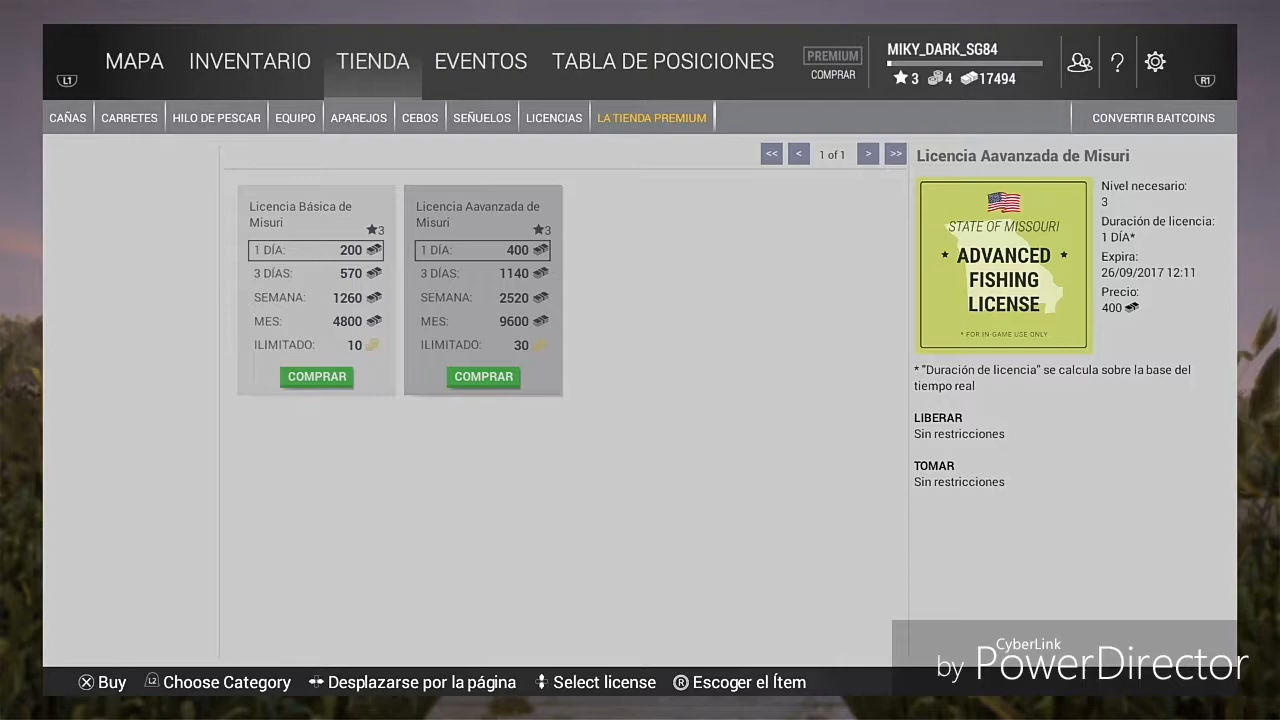 MAPA INVENTARIO TIENDA EVENTOS TABLA DE POSICIONES
PREMIUM
COMPRAR
MIKY_DARK_SG84
3 4 17494
?
L1
R1
CAÑAS CARRETES HILO DE PESCAR EQUIPO APAREJOS CEBOS SEÑUELOS LICENCIAS LA TIENDA PREMIUM CONVERTIR BAITCOINS
<< < 1 of 1 > >>
Licencia Básica de
Misuri
3
1 DÍA: 200
3 DÍAS: 570
SEMANA: 1260
MES: 4800
ILIMITADO: 10
COMPRAR
Licencia Aavanzada de
Misuri
3
1 DÍA: 400
3 DÍAS: 1140
SEMANA: 2520
MES: 9600
ILIMITADO: 30
COMPRAR
Licencia Aavanzada de Misuri
STATE OF MISSOURI
ADVANCED
FISHING
LICENSE
* FOR IN-GAME USE ONLY
Nivel necesario:
3
Duración de licencia:
1 DÍA*
Expira:
26/09/2017 12:11
Precio:
400
* "Duración de licencia" se calcula sobre la base del
tiempo real
LIBERAR
Sin restricciones
TOMAR
Sin restricciones
Buy L2 Choose Category Desplazarse por la página Select license R Escoger el Ítem
CyberLink
by PowerDirector